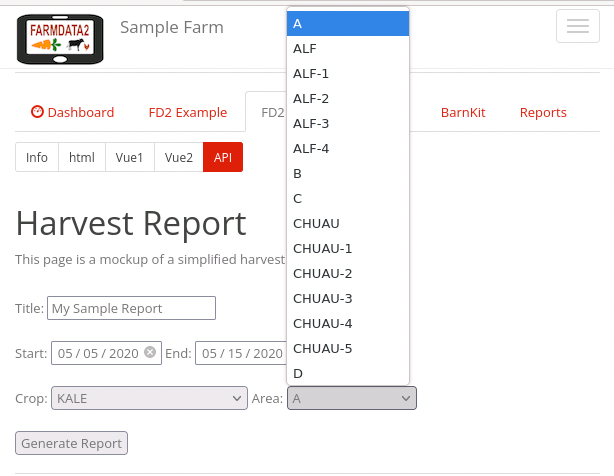 FARMDATA2
Sample Farm
Dashboard
FD2 Example
FD2
BarnKit
Reports
Info
html
Vue1
Vue2
API
Harvest Report
This page is a mockup of a simplified harvest
Title: My Sample Report
Start: 05 / 05 / 2020 End: 05 / 15 / 2020
Crop: KALE Area: A
Generate Report
A
ALF
ALF-1
ALF-2
ALF-3
ALF-4
B
C
CHUAU
CHUAU-1
CHUAU-2
CHUAU-3
CHUAU-4
CHUAU-5
D